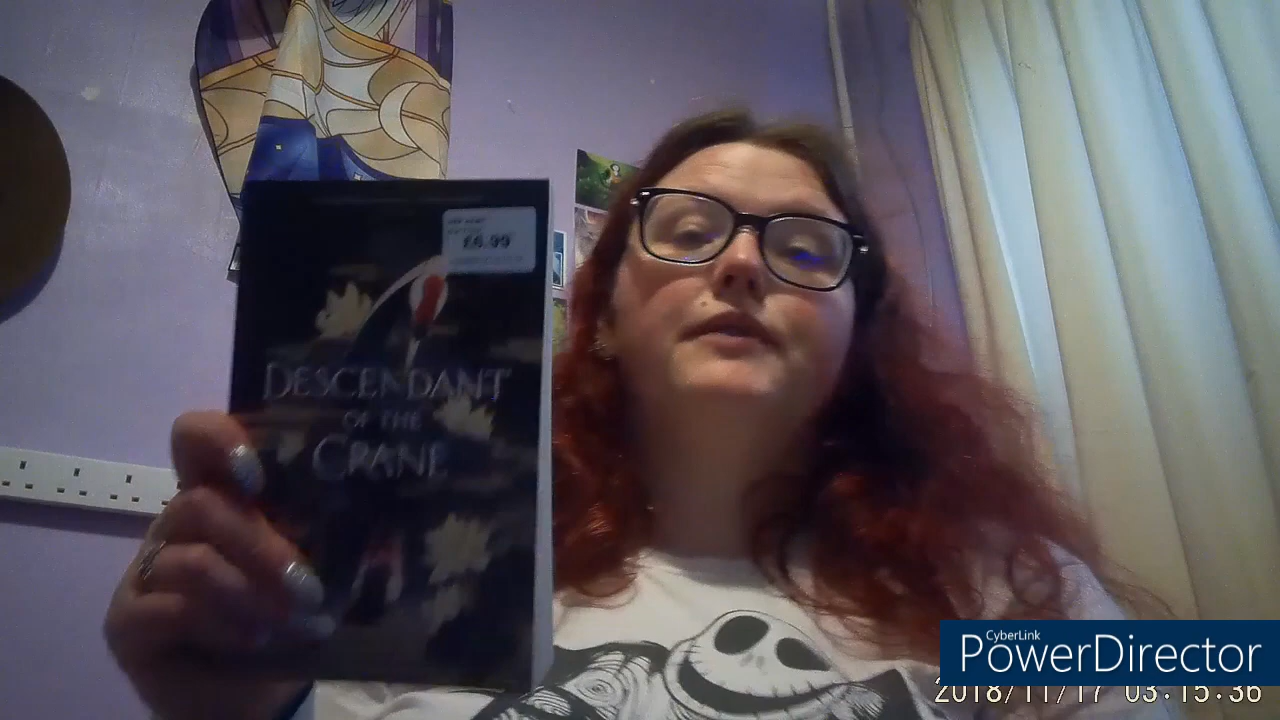 £6.99
DESCENDANT
OF THE
CRANE
CyberLink
PowerDirector
2018/11/17 03:15:36